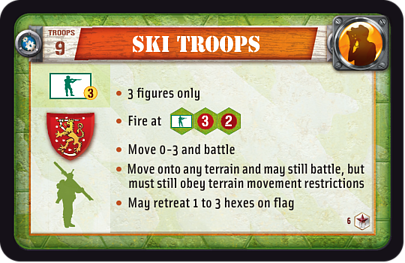 TROOPS
9
SKI TROOPS
3
• 3 figures only
• Fire at 3 2
• Move 0-3 and battle
• Move onto any terrain and may still battle, but
must still obey terrain movement restrictions
• May retreat 1 to 3 hexes on flag
6